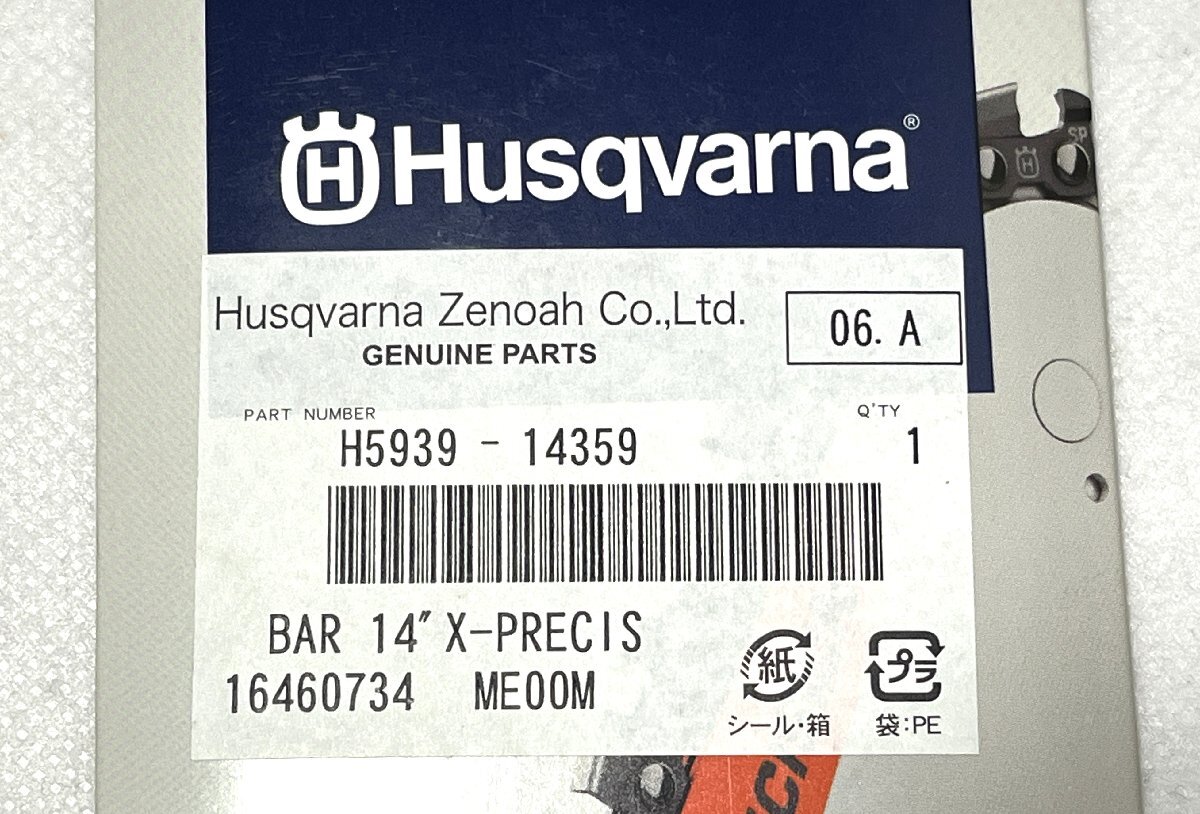 Husqvarna®
H
SP
H
Husqvarna Zenoah Co.,Ltd.
GENUINE PARTS
06. A
PART NUMBER
Q'TY
H5939 - 14359
1
BAR 14" X-PRECIS
16460734 ME00M
紙
プラ
シール・箱
袋:PE